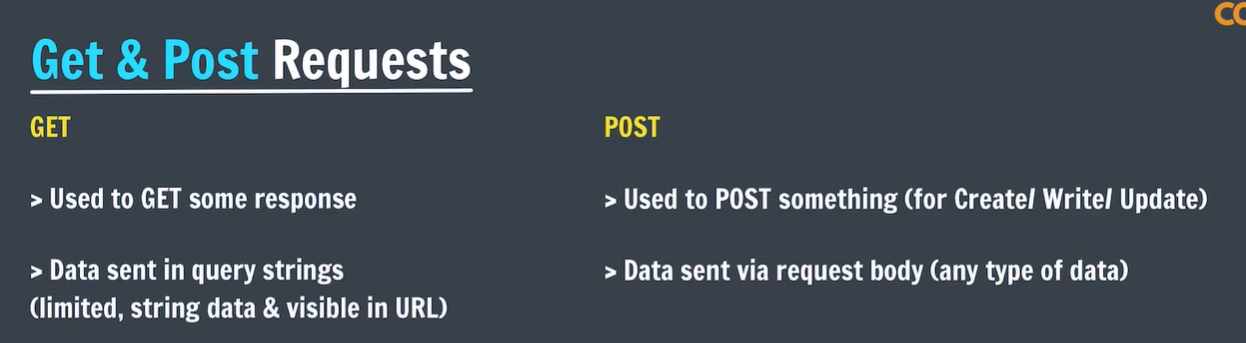 Get & Post Requests
GET
> Used to GET some response
> Data sent in query strings
(limited, string data & visible in URL)
POST
> Used to POST something (for Create/ Write/ Update)
> Data sent via request body (any type of data)